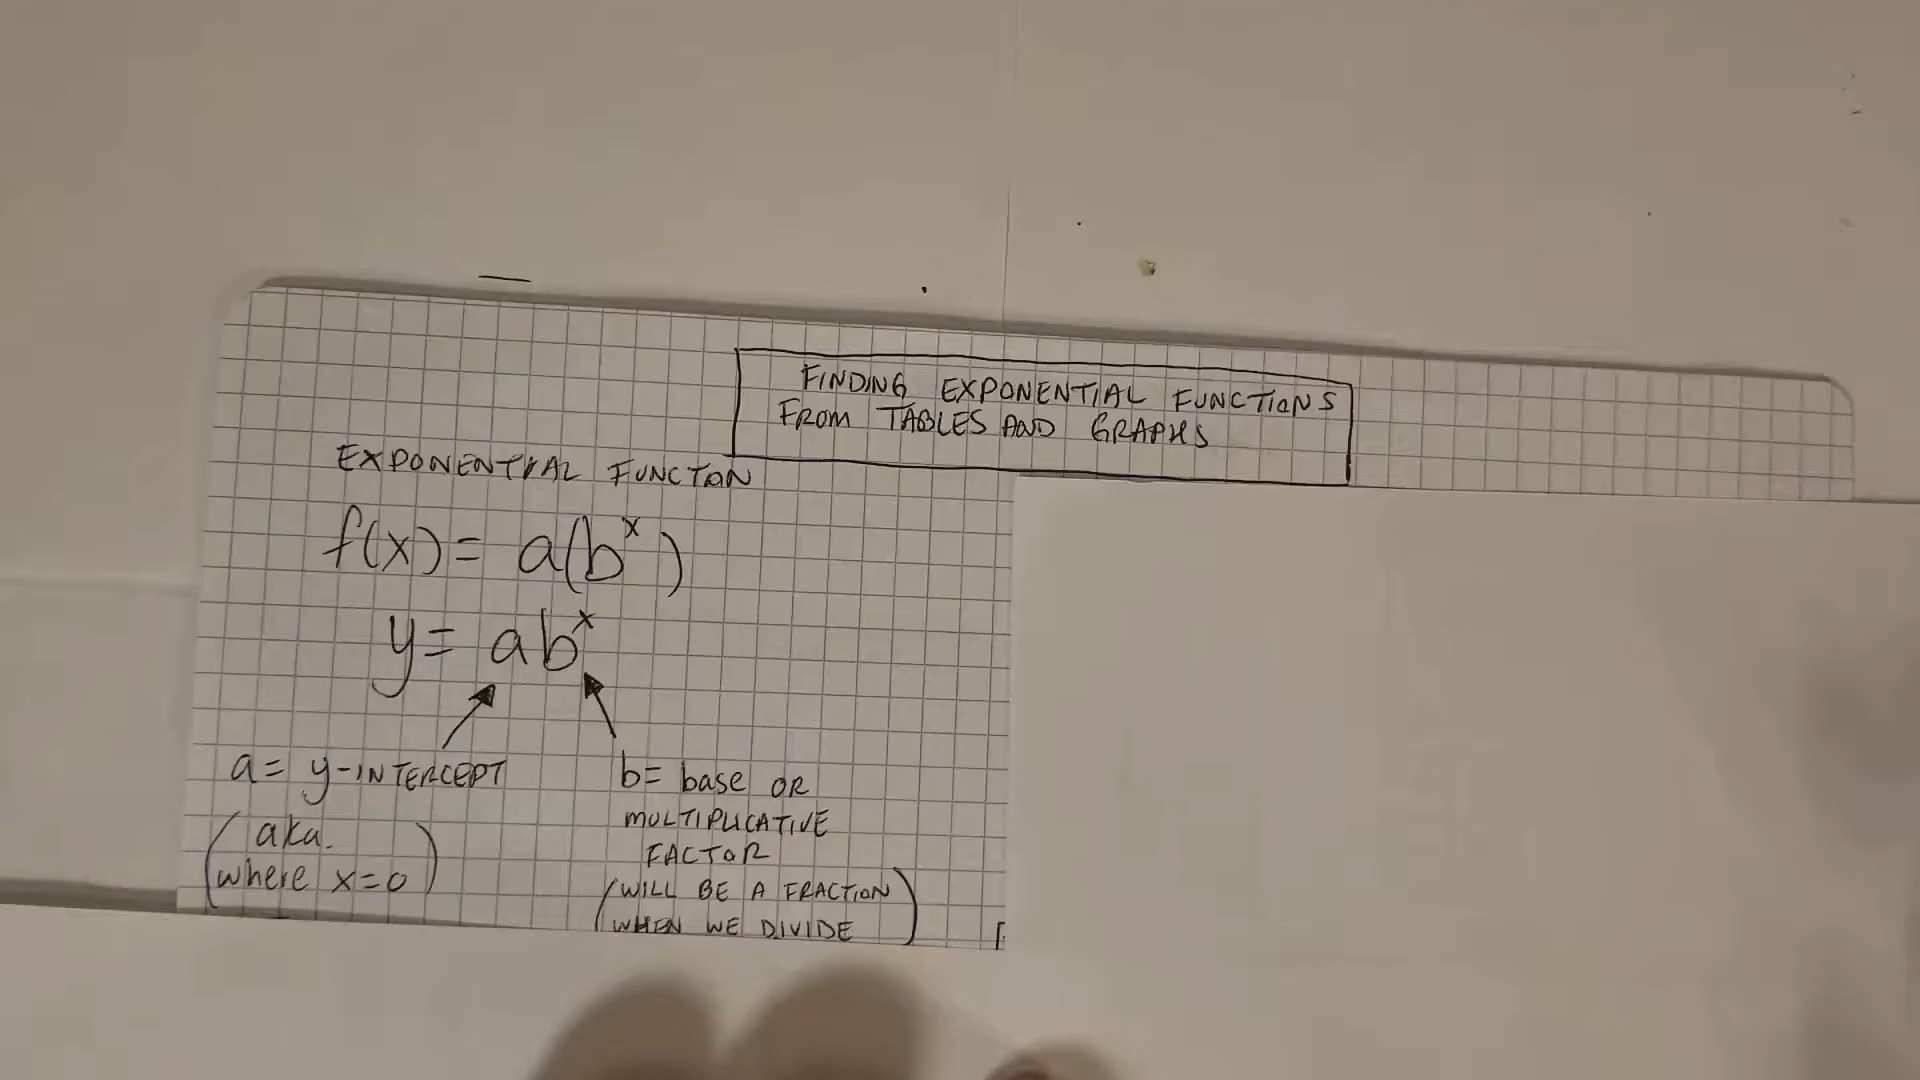 FINDING EXPONENTIAL FUNCTIONS
FROM TABLES AND GRAPHS
EXPONENTIAL FUNCTON
f(x) = a(b^x)
y = ab^x
a = y-INTERCEPT
(aka.
where x=0)
b = base OR
MULTIPLICATIVE
FACTOR
(WILL BE A FRACTION
WHEN WE DIVIDE)